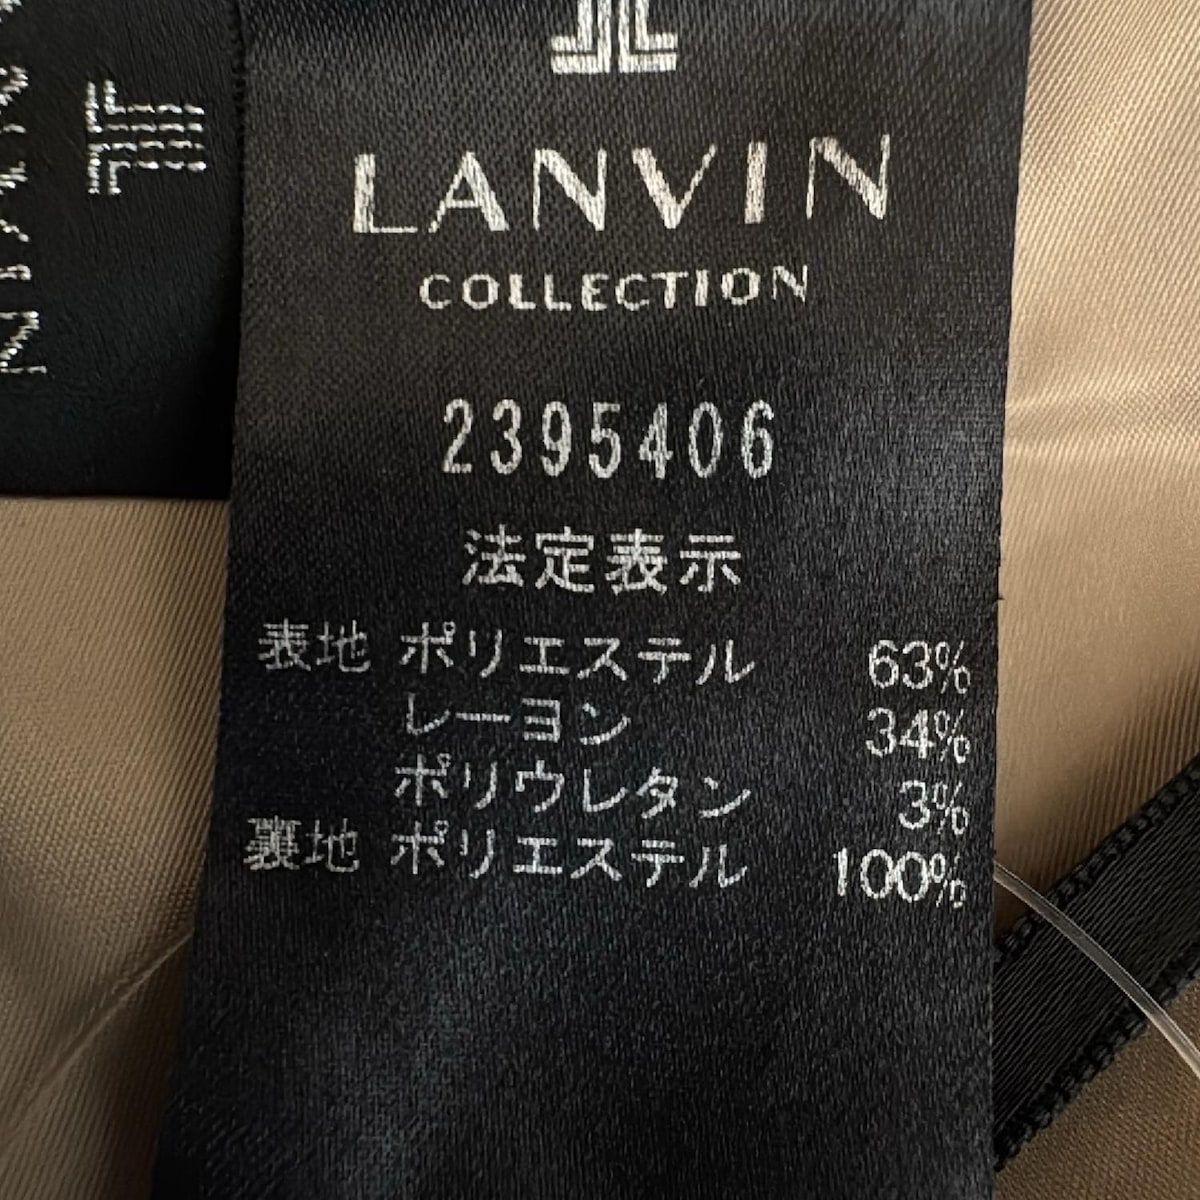 LANVIN
LANVIN
COLLECTION
2395406
法定表示
表地 ポリエステル 63%
レーヨン 34%
ポリウレタン 3%
裏地 ポリエステル 100%